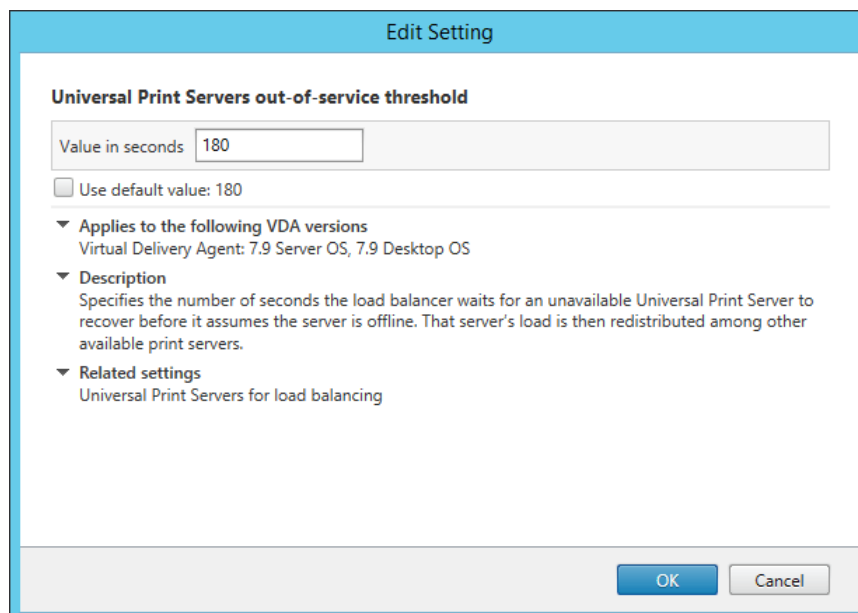 Edit Setting
Universal Print Servers out-of-service threshold
Value in seconds 180
Use default value: 180
Applies to the following VDA versions
Virtual Delivery Agent: 7.9 Server OS, 7.9 Desktop OS
Description
Specifies the number of seconds the load balancer waits for an unavailable Universal Print Server to
recover before it assumes the server is offline. That server's load is then redistributed among other
available print servers.
Related settings
Universal Print Servers for load balancing
OK Cancel